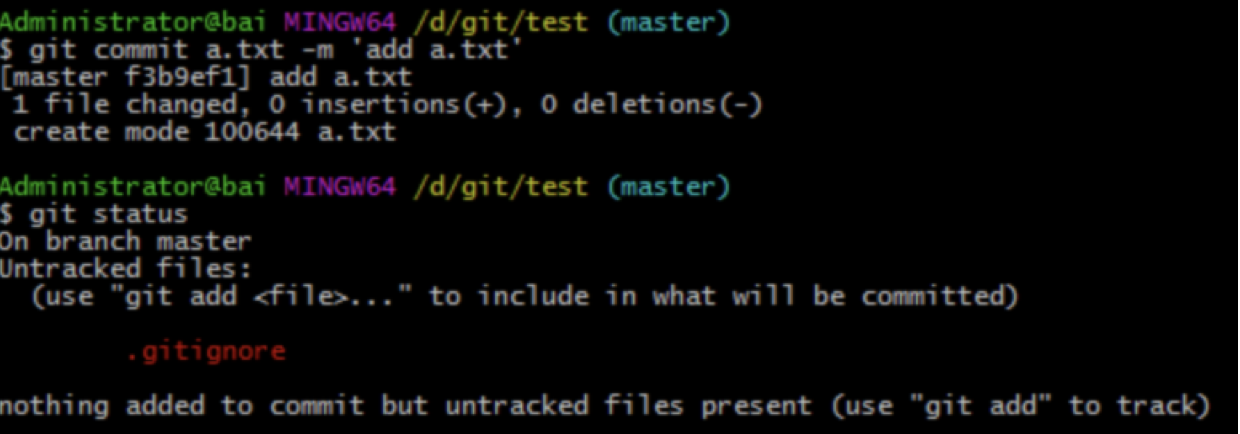 Administrator@bai MINGW64 /d/git/test (master)
$ git commit a.txt -m 'add a.txt'
[master f3b9ef1] add a.txt
 1 file changed, 0 insertions(+), 0 deletions(-)
 create mode 100644 a.txt

Administrator@bai MINGW64 /d/git/test (master)
$ git status
On branch master
Untracked files:
  (use "git add <file>..." to include in what will be committed)

        .gitignore

nothing added to commit but untracked files present (use "git add" to track)